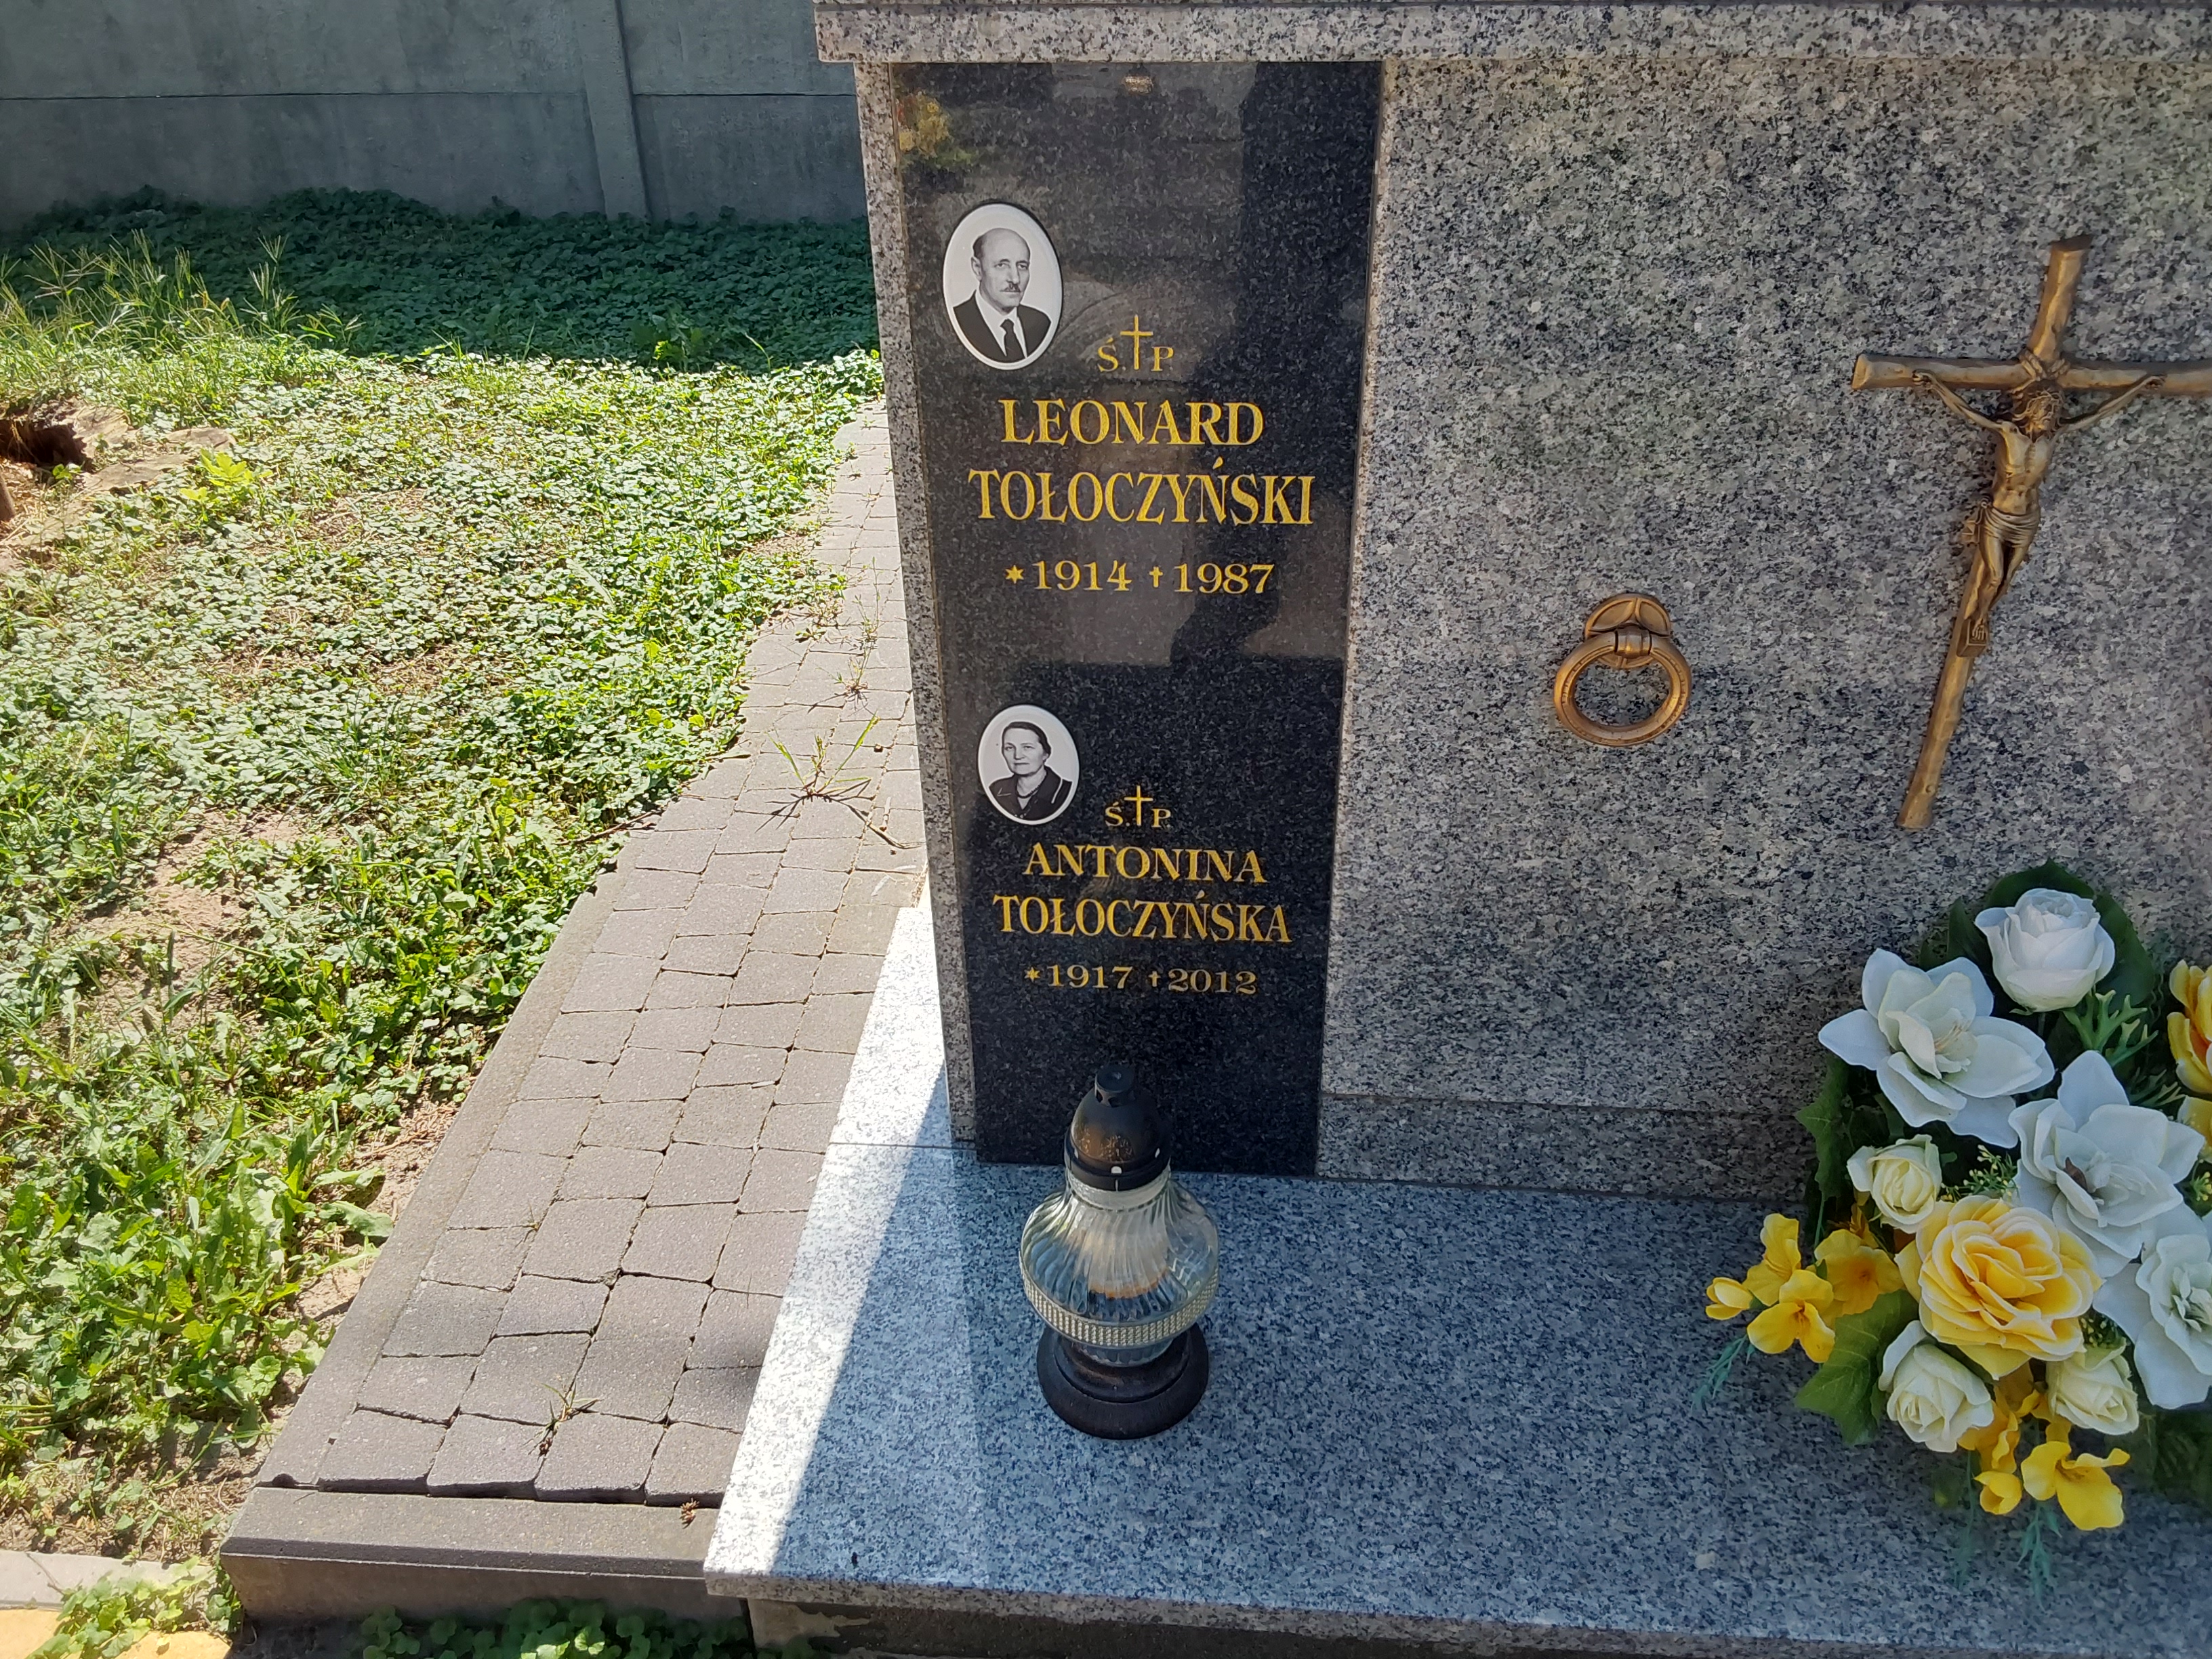 Ś.†P.
LEONARD
TOŁOCZYŃSKI
*1914 †1987
Ś.†P.
ANTONINA
TOŁOCZYŃSKA
*1917 †2012